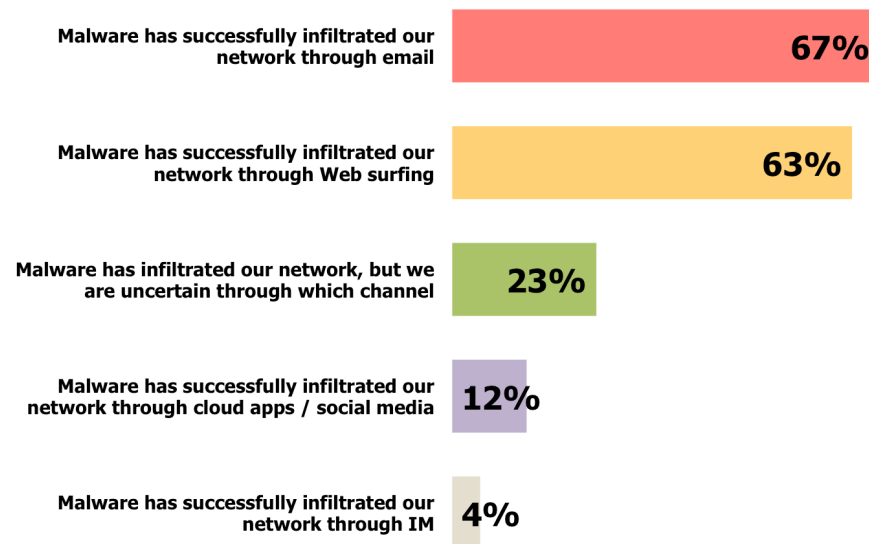 Malware has successfully infiltrated our
network through email
67%
Malware has successfully infiltrated our
network through Web surfing
63%
Malware has infiltrated our network, but we
are uncertain through which channel
23%
Malware has successfully infiltrated our
network through cloud apps / social media
12%
Malware has successfully infiltrated our
network through IM
4%